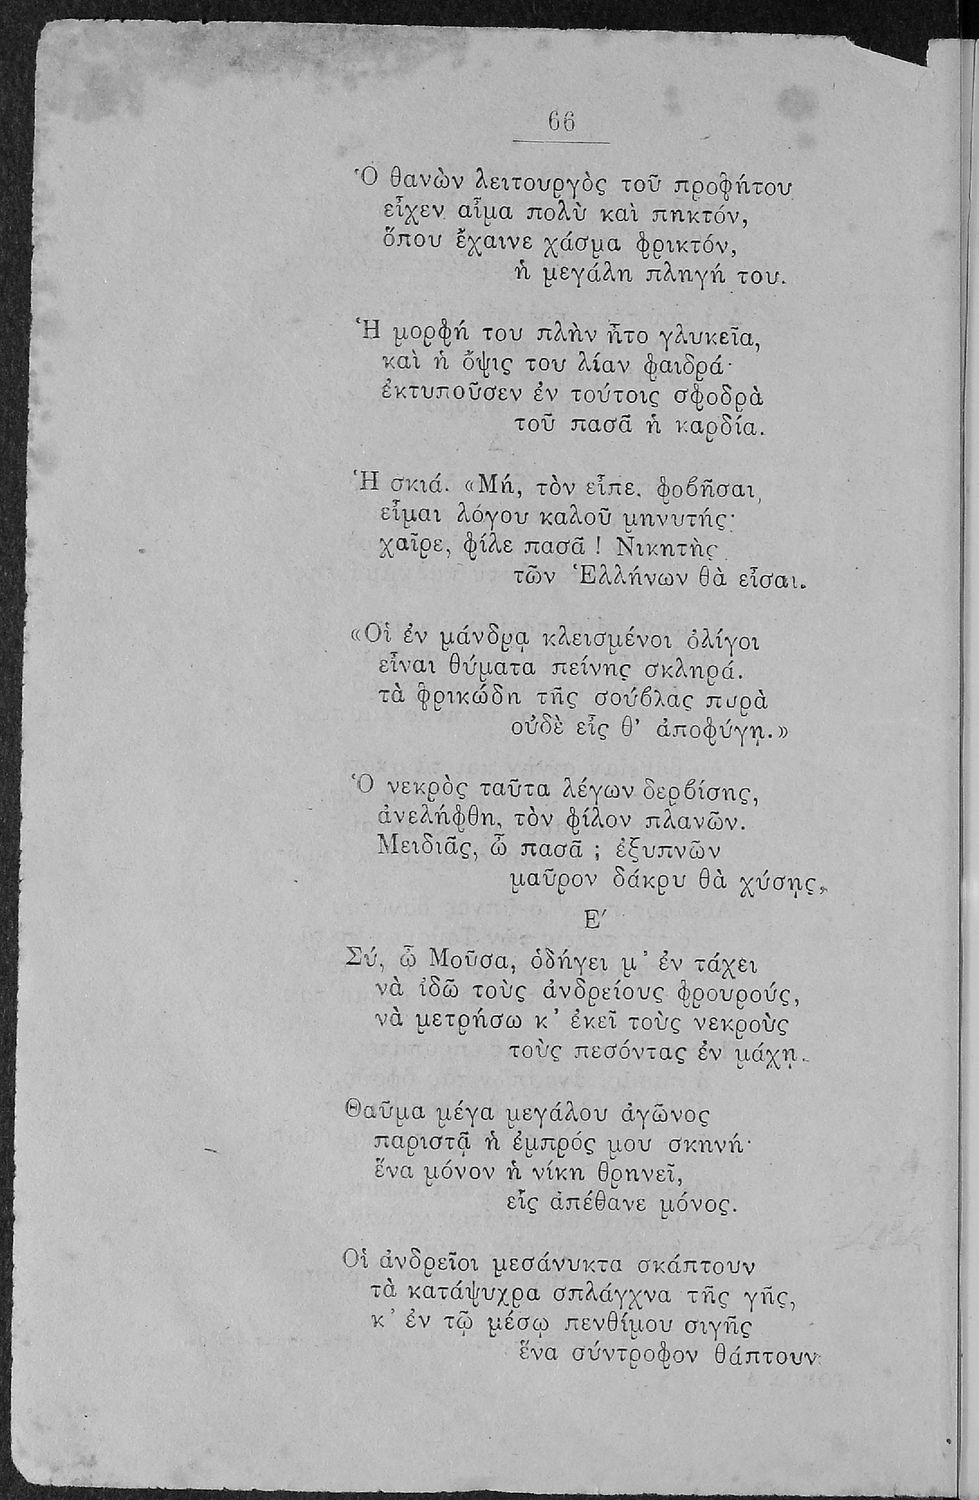 66
Ὁ θανὼν λειτουργὸς τοῦ προφήτου
εἶχεν αἷμα πολὺ καὶ πηκτόν,
ὅπου ἔχαινε χάσμα φρικτόν,
ἡ μεγάλη πληγή του.
Ἡ μορφή του πλὴν ἦτο γλυκεῖα,
καὶ ἡ ὄψις του λίαν φαιδρά·
ἐκτυποῦσεν ἐν τούτοις σφοδρὰ
τοῦ πασᾶ ἡ καρδία.
Ἡ σκιά. «Μή, τὸν εἶπε, φοβῆσαι,
εἶμαι λόγου καλοῦ μηνυτής·
χαῖρε, φίλε πασᾶ ! Νικητὴς
τῶν Ἑλλήνων θὰ εἶσαι.
«Οἱ ἐν μάνδρᾳ κλεισμένοι ὀλίγοι
εἶναι θύματα πείνης σκληρά.
τὰ φρικώδη τῆς σούβλας πυρὰ
οὐδὲ εἷς θ' ἀποφύγῃ.»
Ὁ νεκρὸς ταῦτα λέγων δερβίσης,
ἀνελήφθη, τὸν φίλον πλανῶν.
Μειδιᾷς, ὦ πασᾶ ; ἐξυπνῶν
μαῦρον δάκρυ θὰ χύσῃς.
Ε′
Σύ, ὦ Μοῦσα, ὁδήγει μ' ἐν τάχει
νὰ ἰδῶ τοὺς ἀνδρείους φρουρούς,
νὰ μετρήσω κ' ἐκεῖ τοὺς νεκροὺς
τοὺς πεσόντας ἐν μάχῃ.
Θαῦμα μέγα μεγάλου ἀγῶνος
παριστᾷ ἡ ἐμπρός μου σκηνή·
ἕνα μόνον ἡ νίκη θρηνεῖ,
εἷς ἀπέθανε μόνος.
Οἱ ἀνδρεῖοι μεσάνυκτα σκάπτουν
τὰ κατάψυχρα σπλάγχνα τῆς γῆς,
κ' ἐν τῷ μέσῳ πενθίμου σιγῆς
ἕνα σύντροφον θάπτουν·